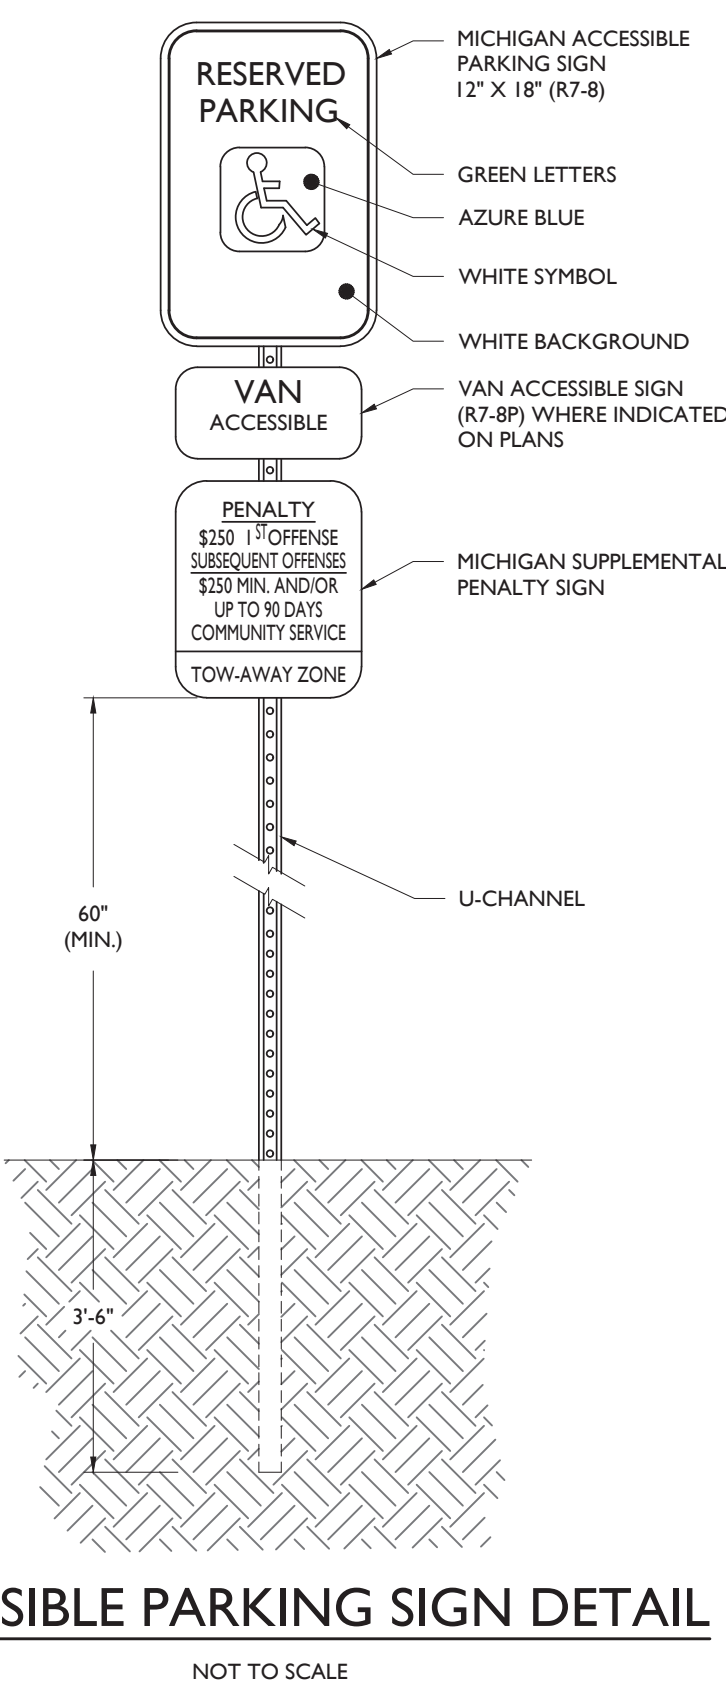 RESERVED
PARKING
MICHIGAN ACCESSIBLE
PARKING SIGN
12" X 18" (R7-8)
GREEN LETTERS
AZURE BLUE
WHITE SYMBOL
WHITE BACKGROUND
VAN
ACCESSIBLE
VAN ACCESSIBLE SIGN
(R7-8P) WHERE INDICATED
ON PLANS
PENALTY
$250 1ST OFFENSE
SUBSEQUENT OFFENSES
$250 MIN. AND/OR
UP TO 90 DAYS
COMMUNITY SERVICE
TOW-AWAY ZONE
MICHIGAN SUPPLEMENTAL
PENALTY SIGN
U-CHANNEL
60"
(MIN.)
3'-6"
SIBLE PARKING SIGN DETAIL
NOT TO SCALE